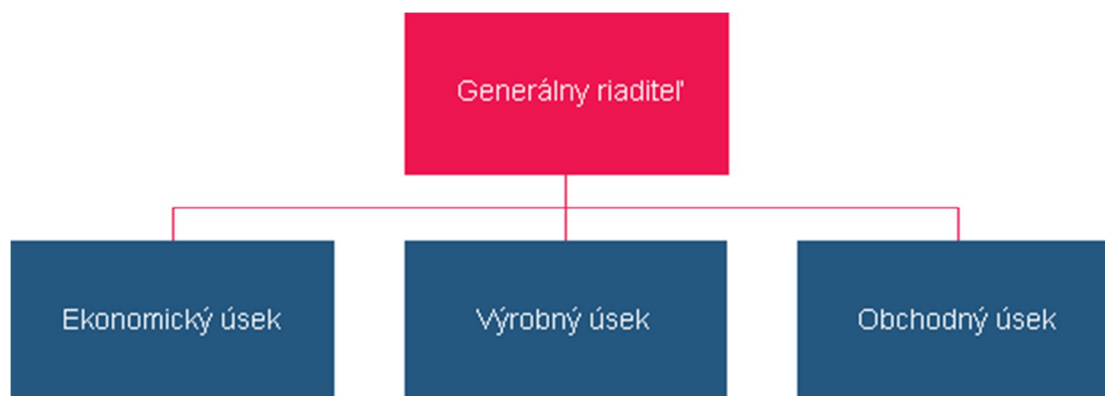 Generálny riaditeľ
Ekonomický úsek
Výrobný úsek
Obchodný úsek